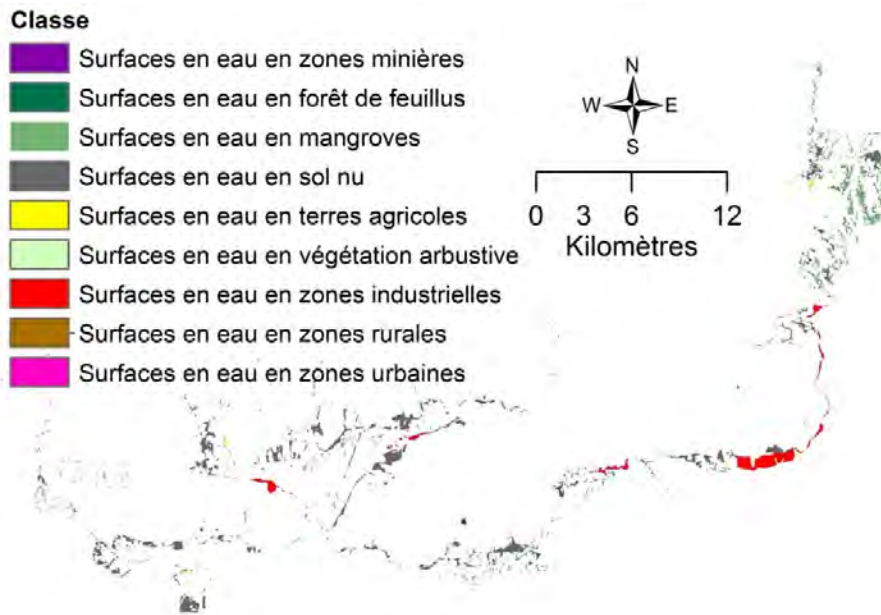 Classe
Surfaces en eau en zones minières
Surfaces en eau en forêt de feuillus
Surfaces en eau en mangroves
Surfaces en eau en sol nu
Surfaces en eau en terres agricoles
Surfaces en eau en végétation arbustive
Surfaces en eau en zones industrielles
Surfaces en eau en zones rurales
Surfaces en eau en zones urbaines
N
W E
S
0 3 6 12
Kilomètres